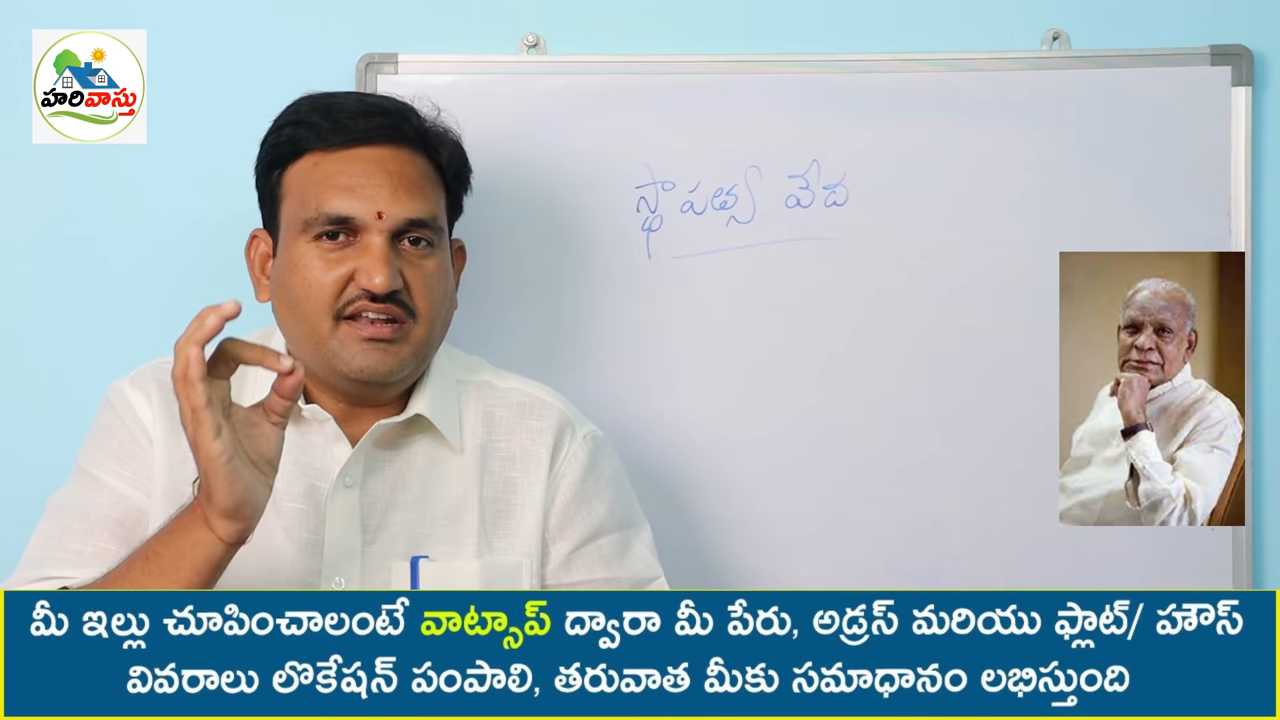 హరివాస్తు
స్థాపత్య వేద
మీ ఇల్లు చూపించాలంటే వాట్సాప్ ద్వారా మీ పేరు, అడ్రస్ మరియు ఫ్లాట్/ హౌస్
వివరాలు లొకేషన్ పంపాలి, తరువాత మీకు సమాధానం లభిస్తుంది